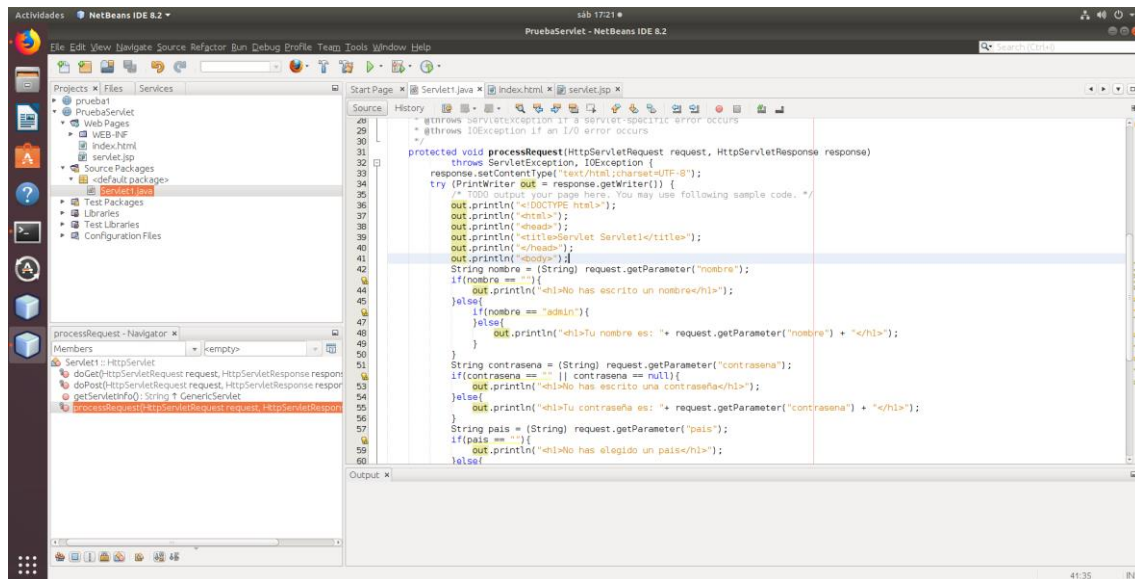 Actividades NetBeans IDE 8.2 sáb 17:21
PruebaServlet - NetBeans IDE 8.2
File Edit View Navigate Source Refactor Run Debug Profile Team Tools Window Help Search (Ctrl+I)
Projects Files Services
Start Page Servlet1.java index.html servlet.jsp
prueba1
PruebaServlet
Web Pages
WEB-INF
index.html
servlet.jsp
Source Packages
<default package>
Servlet1.java
Test Packages
Libraries
Test Libraries
Configuration Files
Source History
28 * @throws ServletException if a servlet-specific error occurs
29 * @throws IOException if an I/O error occurs
30 */
31 protected void processRequest(HttpServletRequest request, HttpServletResponse response)
32 throws ServletException, IOException {
33 response.setContentType("text/html;charset=UTF-8");
34 try (PrintWriter out = response.getWriter()) {
35 /* TODO output your page here. You may use following sample code. */
36 out.println("<!DOCTYPE html>");
37 out.println("<html>");
38 out.println("<head>");
39 out.println("<title>Servlet Servlet1</title>");
40 out.println("</head>");
41 out.println("<body>");
42 String nombre = (String) request.getParameter("nombre");
if(nombre == ""){
44 out.println("<h1>No has escrito un nombre</h1>");
45 }else{
if(nombre == "admin"){
47 }else{
48 out.println("<h1>Tu nombre es: "+ request.getParameter("nombre") + "</h1>");
49 }
50 }
51 String contrasena = (String) request.getParameter("contrasena");
if(contrasena == "" || contrasena == null){
53 out.println("<h1>No has escrito una contraseña</h1>");
54 }else{
55 out.println("<h1>Tu contraseña es: "+ request.getParameter("contrasena") + "</h1>");
56 }
57 String pais = (String) request.getParameter("pais");
if(pais == ""){
59 out.println("<h1>No has elegido un pais</h1>");
60 }else{
processRequest - Navigator
Members <empty>
Servlet1 :: HttpServlet
doGet(HttpServletRequest request, HttpServletResponse respons
doPost(HttpServletRequest request, HttpServletResponse respor
getServletInfo() : String ↑ GenericServlet
processRequest(HttpServletRequest request, HttpServletRespon
Output
41:35 IN